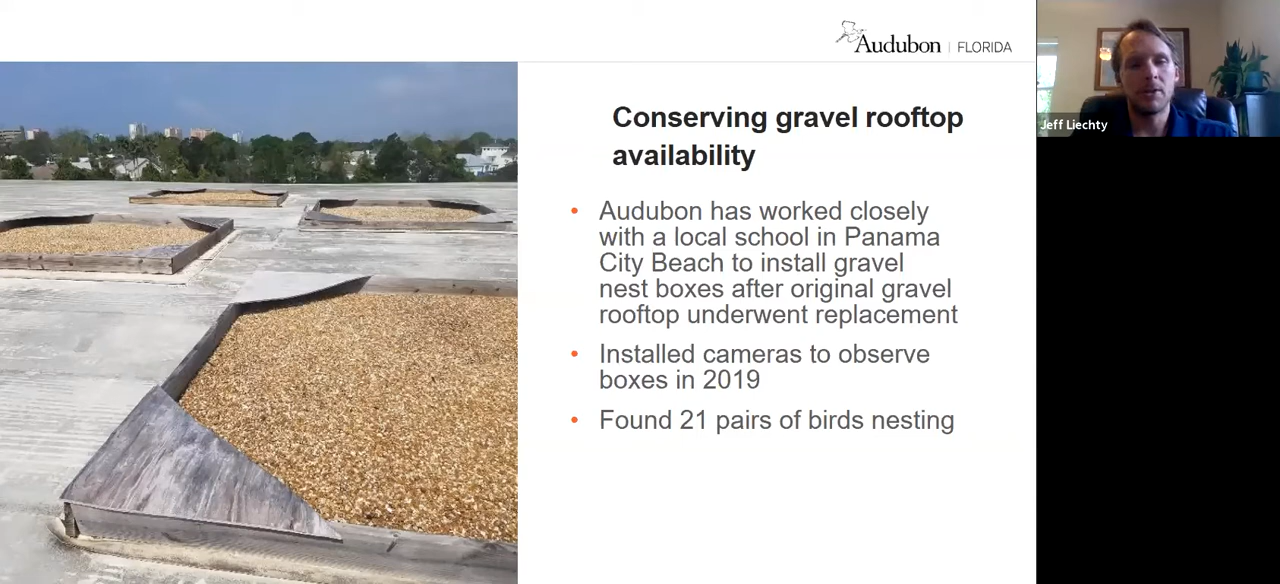 Audubon | FLORIDA
Jeff Liechty
Conserving gravel rooftop
availability
• Audubon has worked closely
with a local school in Panama
City Beach to install gravel
nest boxes after original gravel
rooftop underwent replacement
• Installed cameras to observe
boxes in 2019
• Found 21 pairs of birds nesting